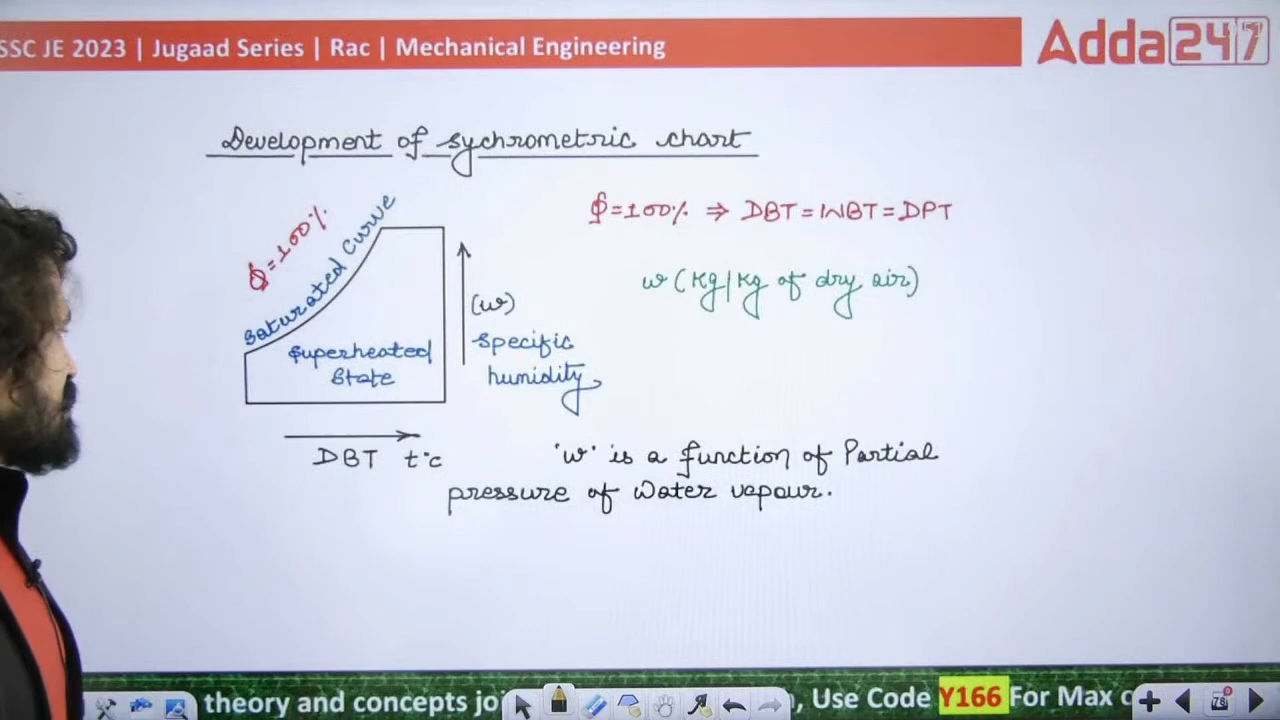 SSC JE 2023 | Jugaad Series | Rac | Mechanical Engineering
Adda247
Development of sychrometric chart
ϕ=100%
Saturated Curve
Superheated
State
(w)
Specific
humidity
DBT t°c
ϕ=100% ⇒ DBT=WBT=DPT
w (Kg/Kg of dry air)
'w' is a function of Partial
pressure of Water vapour.
theory and concepts joi
, Use Code Y166 For Max
78